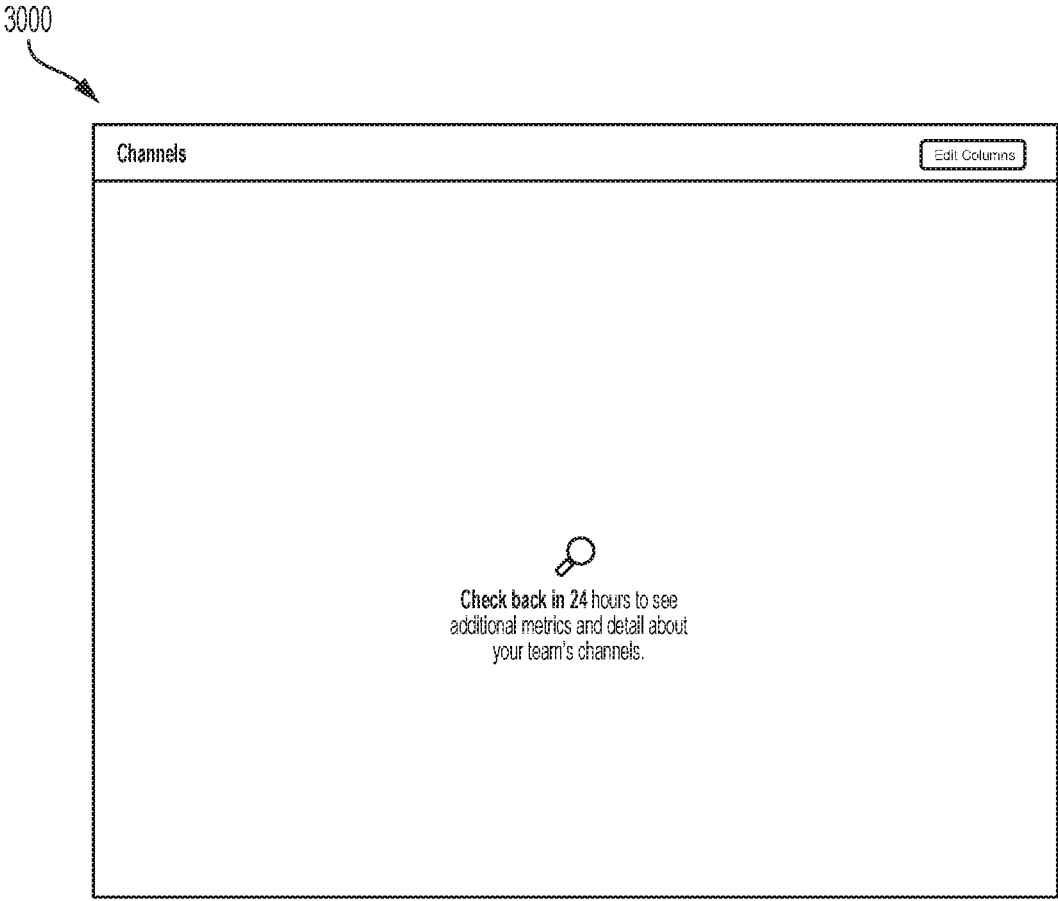 3000
Channels
Edit Columns
Check back in 24 hours to see
additional metrics and detail about
your team's channels.